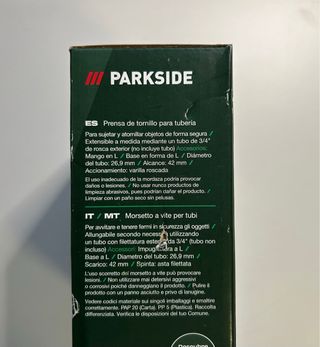 PARKSIDE
ES Prensa de tornillo para tubería
Para sujetar y atornillar objetos de forma segura /
Extensible a medida mediante un tubo de 3/4"
de rosca exterior (no incluye tubo) Accesorios:
Mango en L / Base en forma de L / Diámetro
del tubo: 26,9 mm / Alcance: 42 mm /
Accionamiento: varilla roscada
El uso inadecuado de la mordaza podría provocar
daños o lesiones. / No usar nunca productos de
limpieza abrasivos, pues podrían dañar el producto. /
Limpiar con un paño seco sin pelusas.
IT / MT Morsetto a vite per tubi
Per avvitare e tenere fermi in sicurezza gli oggetti /
Allungabile secondo necessità utilizzando
un tubo con filettatura esterna da 3/4" (tubo non
incluso) Accessori: Impugnatura a L /
Base a L / Diametro del tubo: 26,9 mm /
Scarico: 42 mm / Spinta: asta filettata
L'uso scorretto del morsetto a vite può provocare
lesioni. / Non utilizzare mai detersivi aggressivi
o corrosivi poiché danneggiano il prodotto. / Pulire il
prodotto con un panno asciutto e privo di lanugine.
Vedere codici materiali sui singoli imballaggi e smaltire
correttamente. PAP 20 (Carta), PP 5 (Plastica). Raccolta
differenziata. Verifica le disposizioni del tuo Comune.